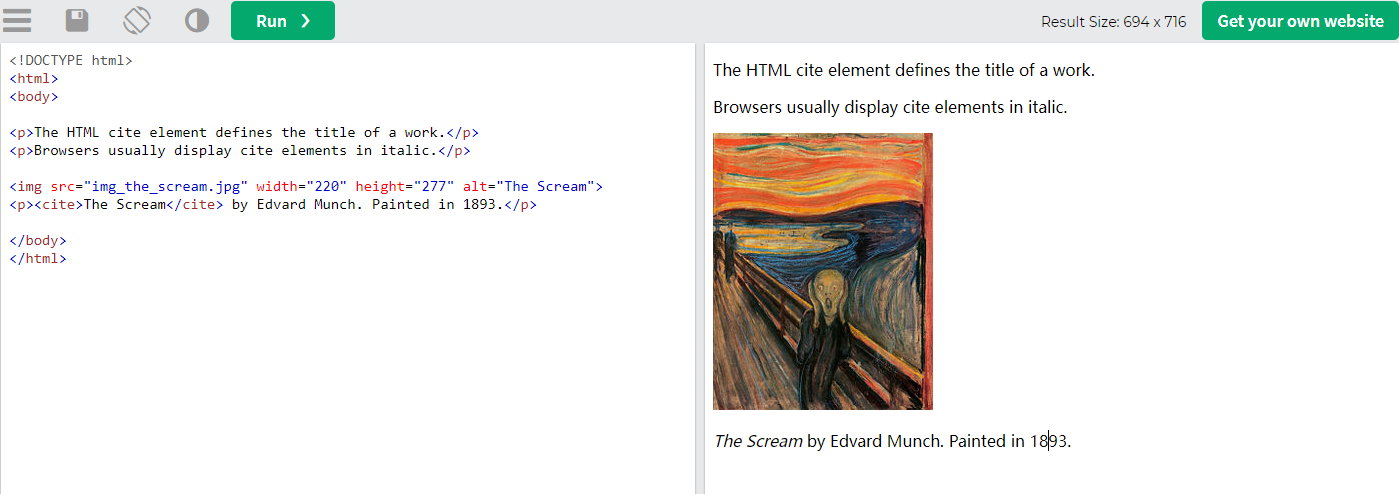 Run ❯
Result Size: 694 x 716
Get your own website
<!DOCTYPE html>
<html>
<body>
<p>The HTML cite element defines the title of a work.</p>
<p>Browsers usually display cite elements in italic.</p>
<img src="img_the_scream.jpg" width="220" height="277" alt="The Scream">
<p><cite>The Scream</cite> by Edvard Munch. Painted in 1893.</p>
</body>
</html>
The HTML cite element defines the title of a work.
Browsers usually display cite elements in italic.
The Scream by Edvard Munch. Painted in 1893.